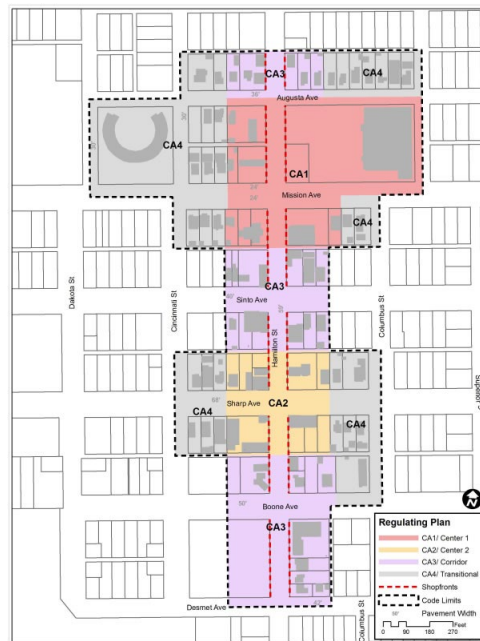 CA3
CA4
Augusta Ave
CA4
CA1
Mission Ave
CA4
CA3
Sinto Ave
Dakota St
Cincinnati St
Hamilton St
Columbus St
CA2
Sharp Ave
CA4
CA4
Boone Ave
CA3
Desmet Ave
Columbus St
N
Regulating Plan
CA1/ Center 1
CA2/ Center 2
CA3/ Corridor
CA4/ Transitional
Shopfronts
Code Limits
Pavement Width
Feet
0 90 180 270